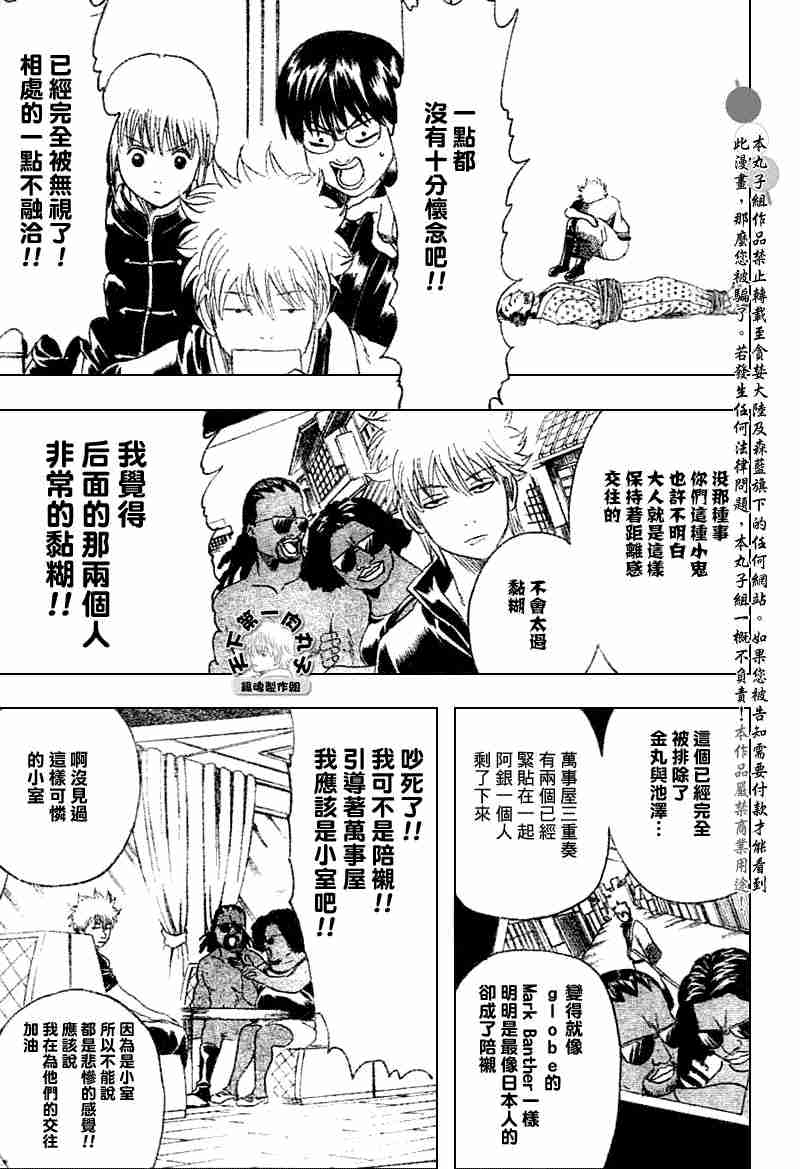 一點都
沒有十分懷念吧!!
已經完全被無視了!
相處的一點不融洽!!
沒那種事
你們這種小鬼
也許不明白
大人就是這樣
保持著距離感
交往的
不會太過
黏糊
我覺得
后面的那兩個人
非常的黏糊!!
天下第一肉丸子
銀魂製作組
這個已經完全
被排除了
金丸與池澤…
萬事屋三重奏
有兩個已經
緊貼在一起
阿銀一個人
剩了下來
變得就像
globe的
Mark Banther一樣
明明是最像日本人的
卻成了陪襯
吵死了!!
我可不是陪襯!!
引導著萬事屋
我應該是小室吧!!
啊沒見過
這樣可憐
的小室
因為是小室
所以不能說
都是悲慘的感覺!!
應該說
我在為他們的交往
加油
本丸子組作品禁止轉載至貪婪大陸及森藍旗下的任何網站。如果您被告知需要付款才能看到
此漫畫，那麼您被騙了。若發生任何法律問題，本丸子組一概不負責！本作品嚴禁商業用途